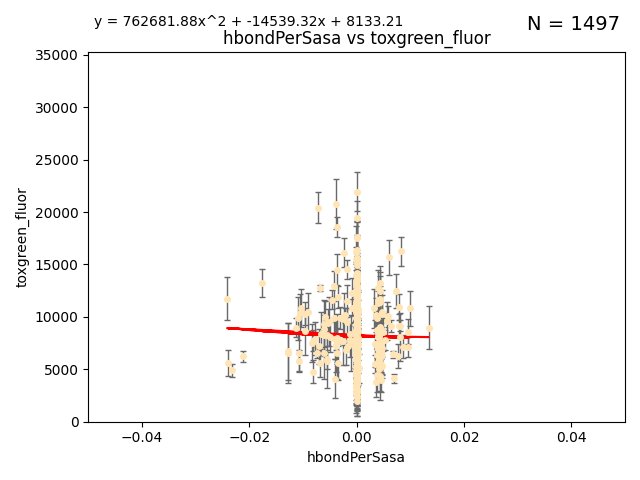 y = 762681.88x^2 + -14539.32x + 8133.21
N = 1497
hbondPerSasa vs toxgreen_fluor
35000
30000
25000
20000
15000
10000
5000
0
toxgreen_fluor
−0.04
−0.02
0.00
0.02
0.04
hbondPerSasa